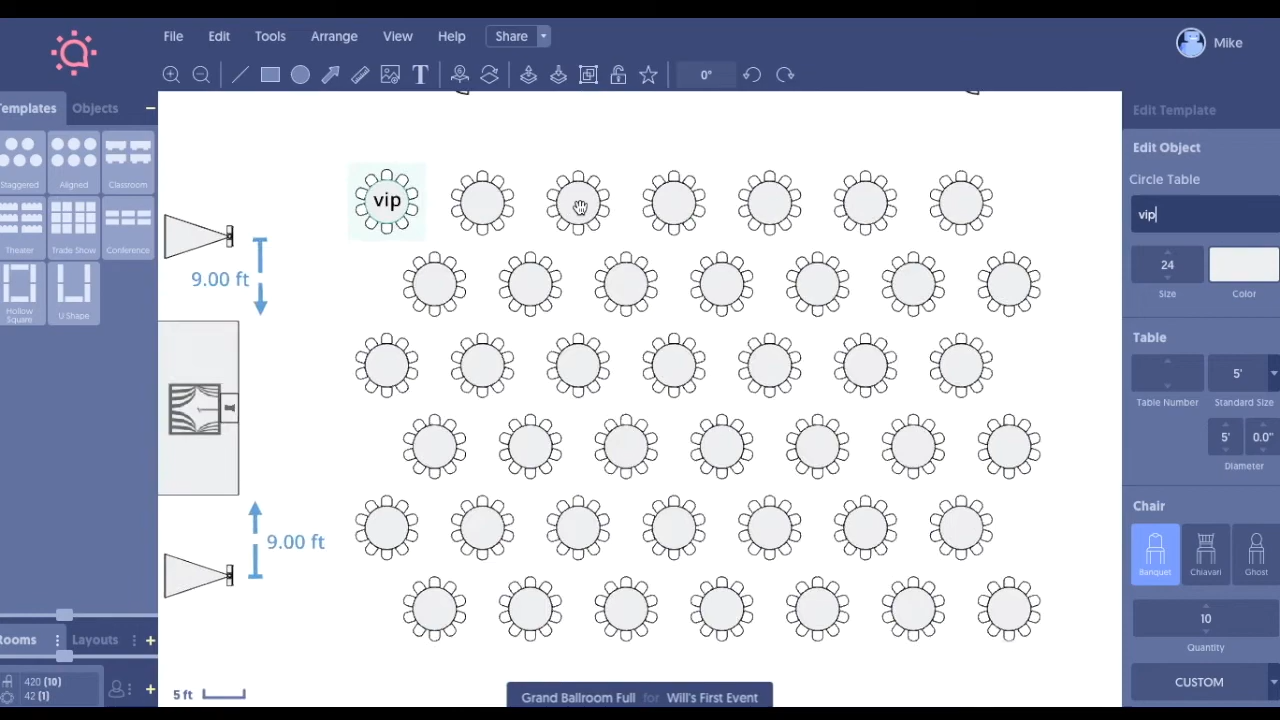 File Edit Tools Arrange View Help Share
Mike
T 0°
Templates Objects
Edit Template
Staggered Aligned Classroom
Edit Object
Circle Table
vip
vip
Theater Trade Show Conference
24
Size Color
9.00 ft
Hollow Square U Shape
Table
5'
Table Number Standard Size
5' 0.0"
Diameter
Chair
9.00 ft
Banquet Chiavari Ghost
10
Quantity
Rooms Layouts
420 (10)
42 (1)
5 ft
CUSTOM
Grand Ballroom Full for Will's First Event